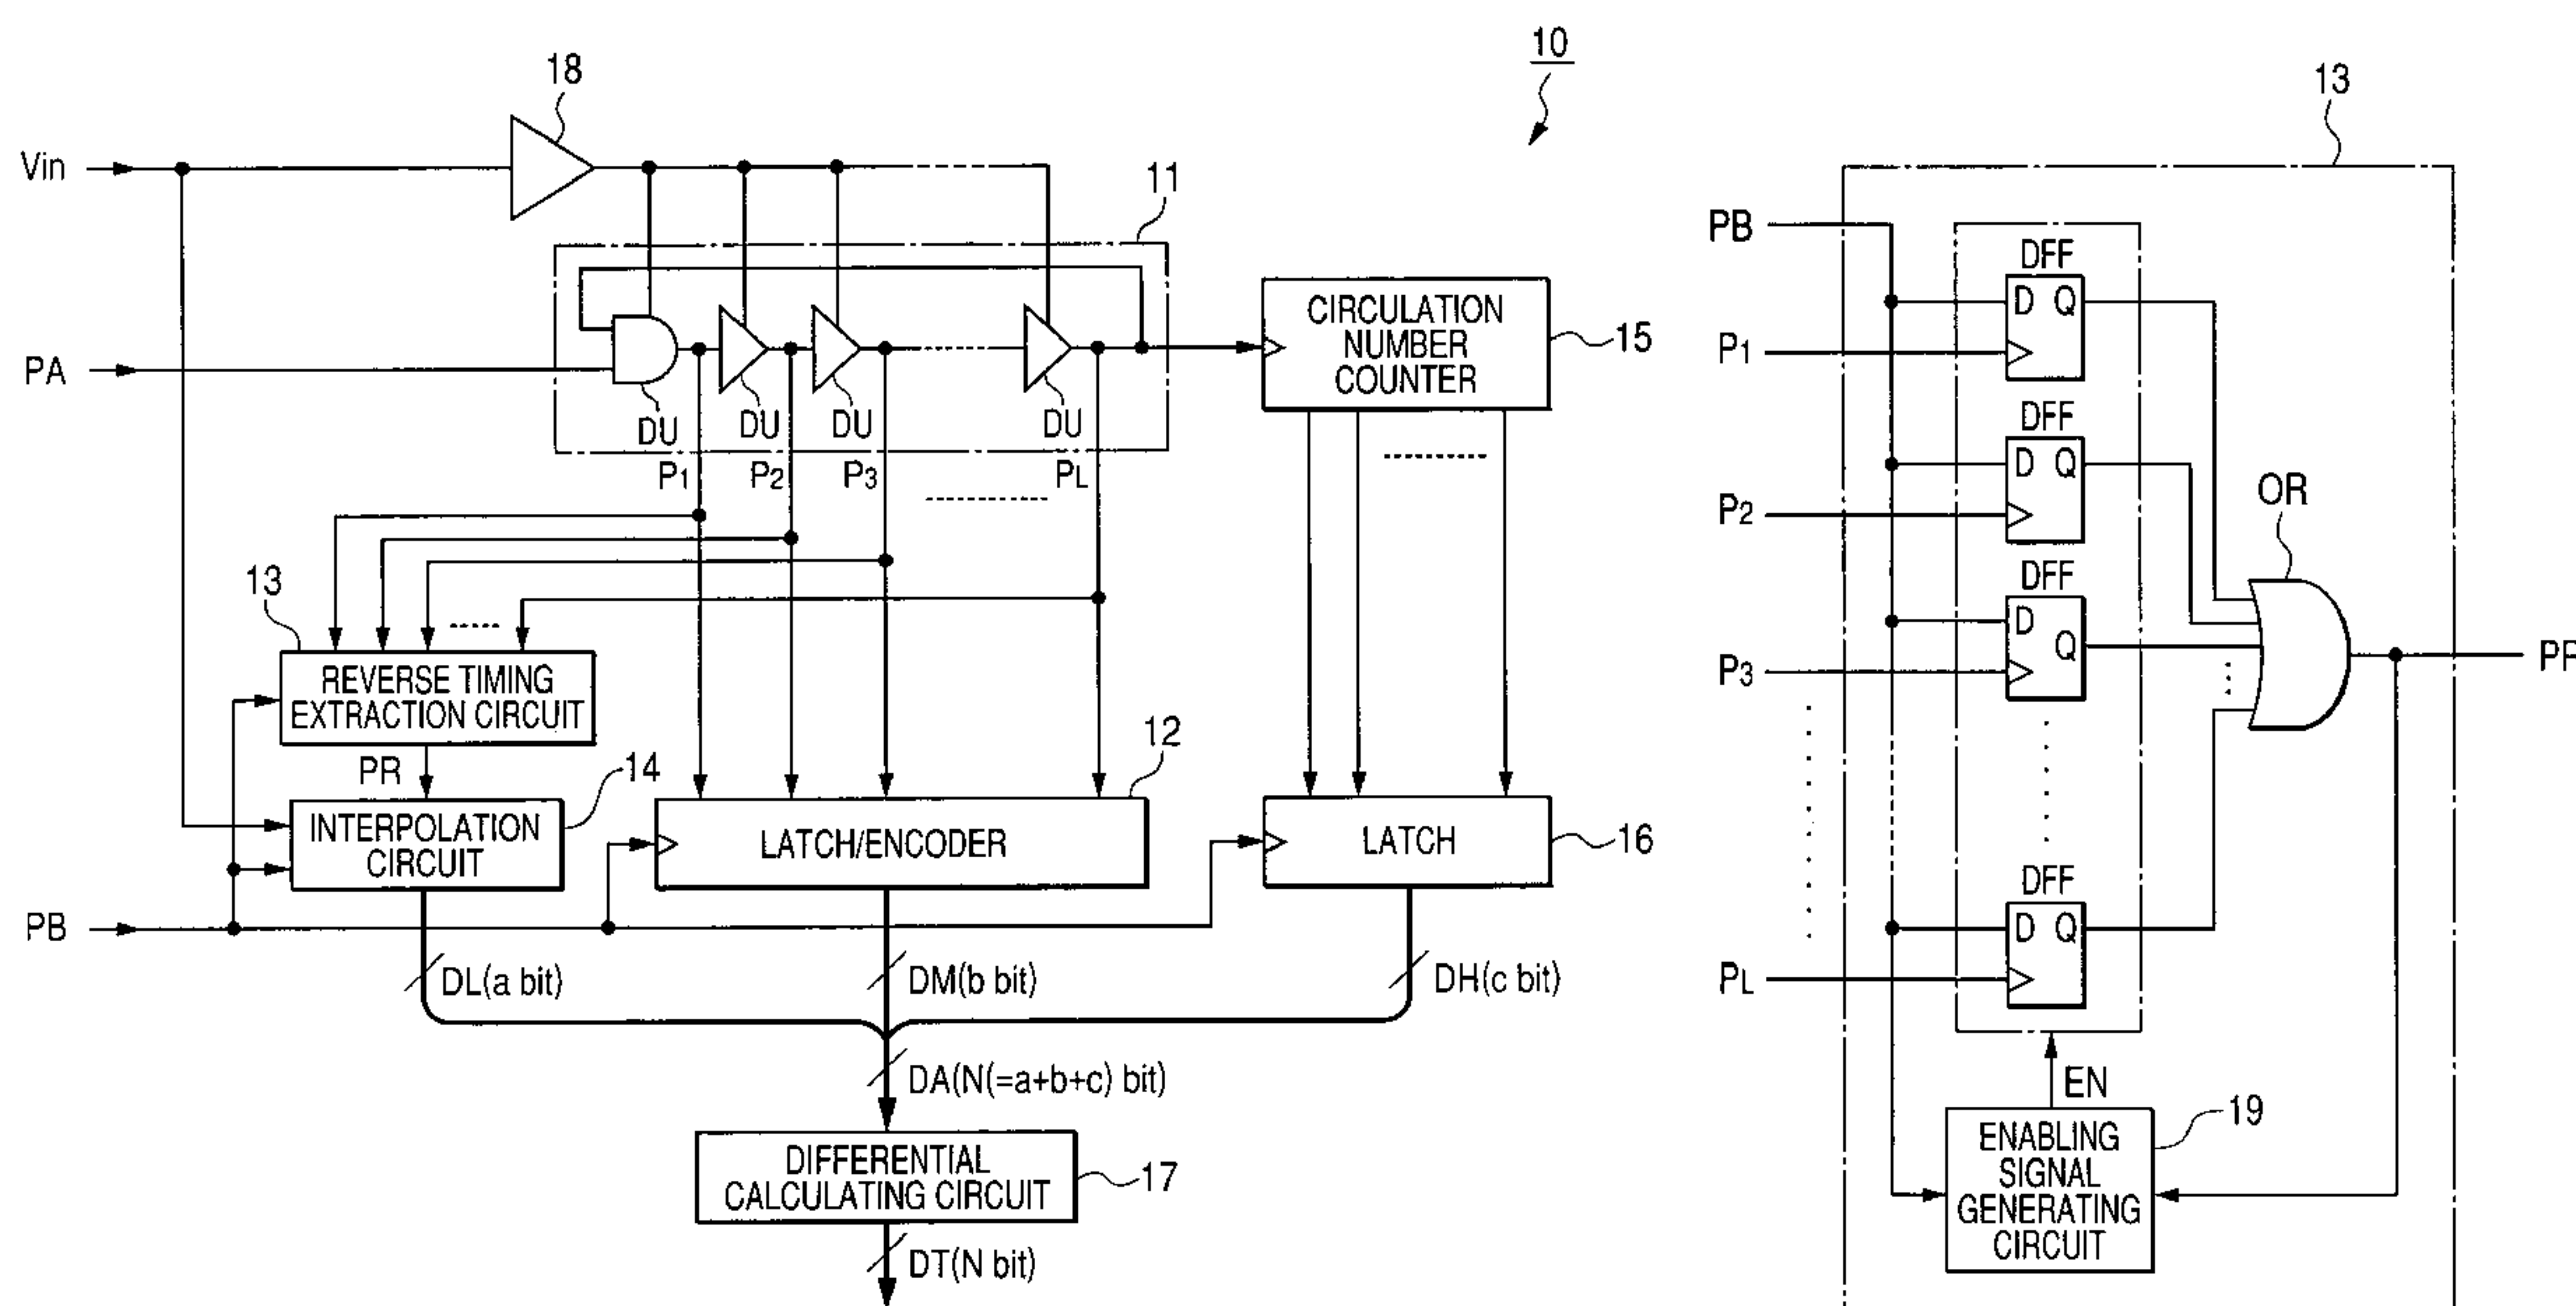 10
18
13
Vin
11
PB
DFF
D Q
P1
CIRCULATION
NUMBER
COUNTER
15
PA
DU
DU
DU
DU
P1
P2
P3
PL
DFF
D Q
P2
OR
13
DFF
D
Q
P3
PR
REVERSE TIMING
EXTRACTION CIRCUIT
PR
14
12
INTERPOLATION
CIRCUIT
LATCH/ENCODER
LATCH
16
PB
DFF
D Q
PL
DL(a bit)
DM(b bit)
DH(c bit)
DA(N(=a+b+c) bit)
EN
19
ENABLING
SIGNAL
GENERATING
CIRCUIT
DIFFERENTIAL
CALCULATING CIRCUIT
17
DT(N bit)